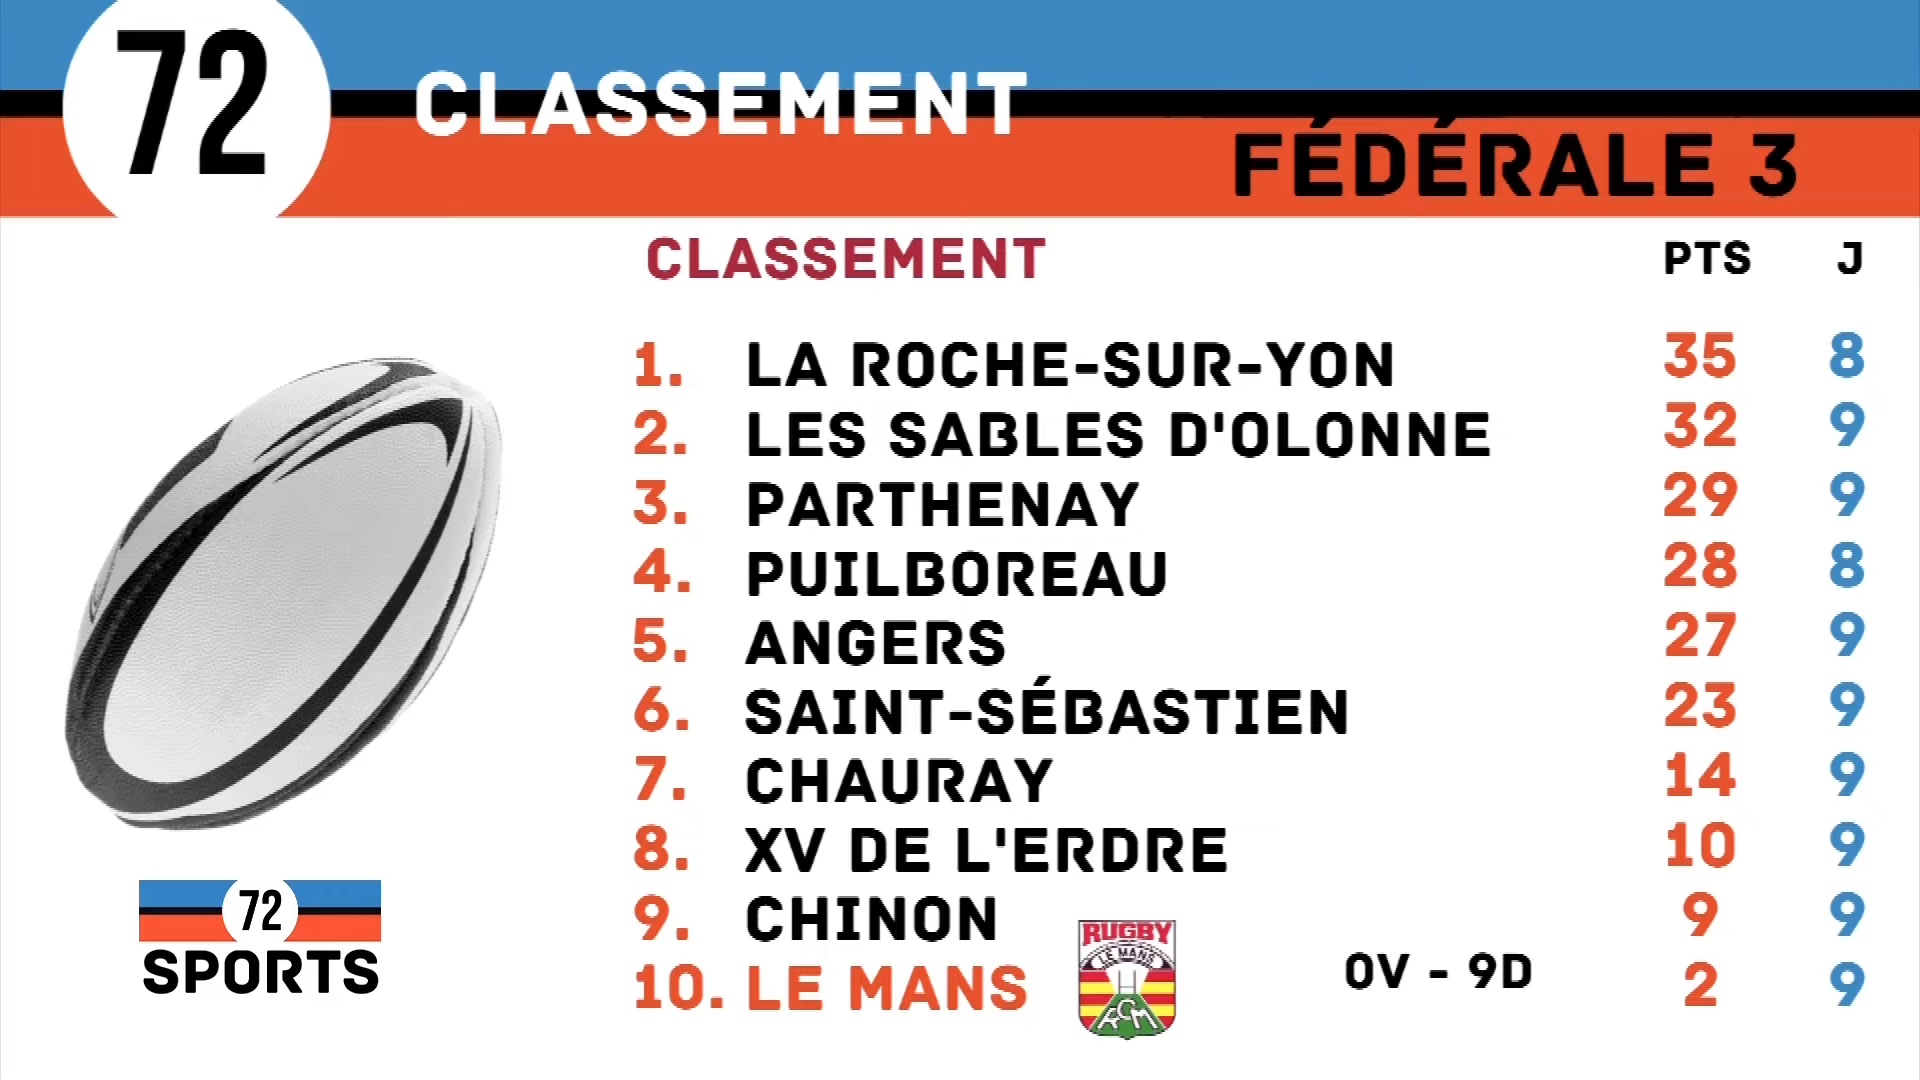 72
CLASSEMENT
FÉDÉRALE 3
CLASSEMENT PTS J
1. LA ROCHE-SUR-YON 35 8
2. LES SABLES D'OLONNE 32 9
3. PARTHENAY 29 9
4. PUILBOREAU 28 8
5. ANGERS 27 9
6. SAINT-SÉBASTIEN 23 9
7. CHAURAY 14 9
8. XV DE L'ERDRE 10 9
9. CHINON 9 9
10. LE MANS 0V - 9D 2 9
RUGBY
LE MANS
RCM
72
SPORTS